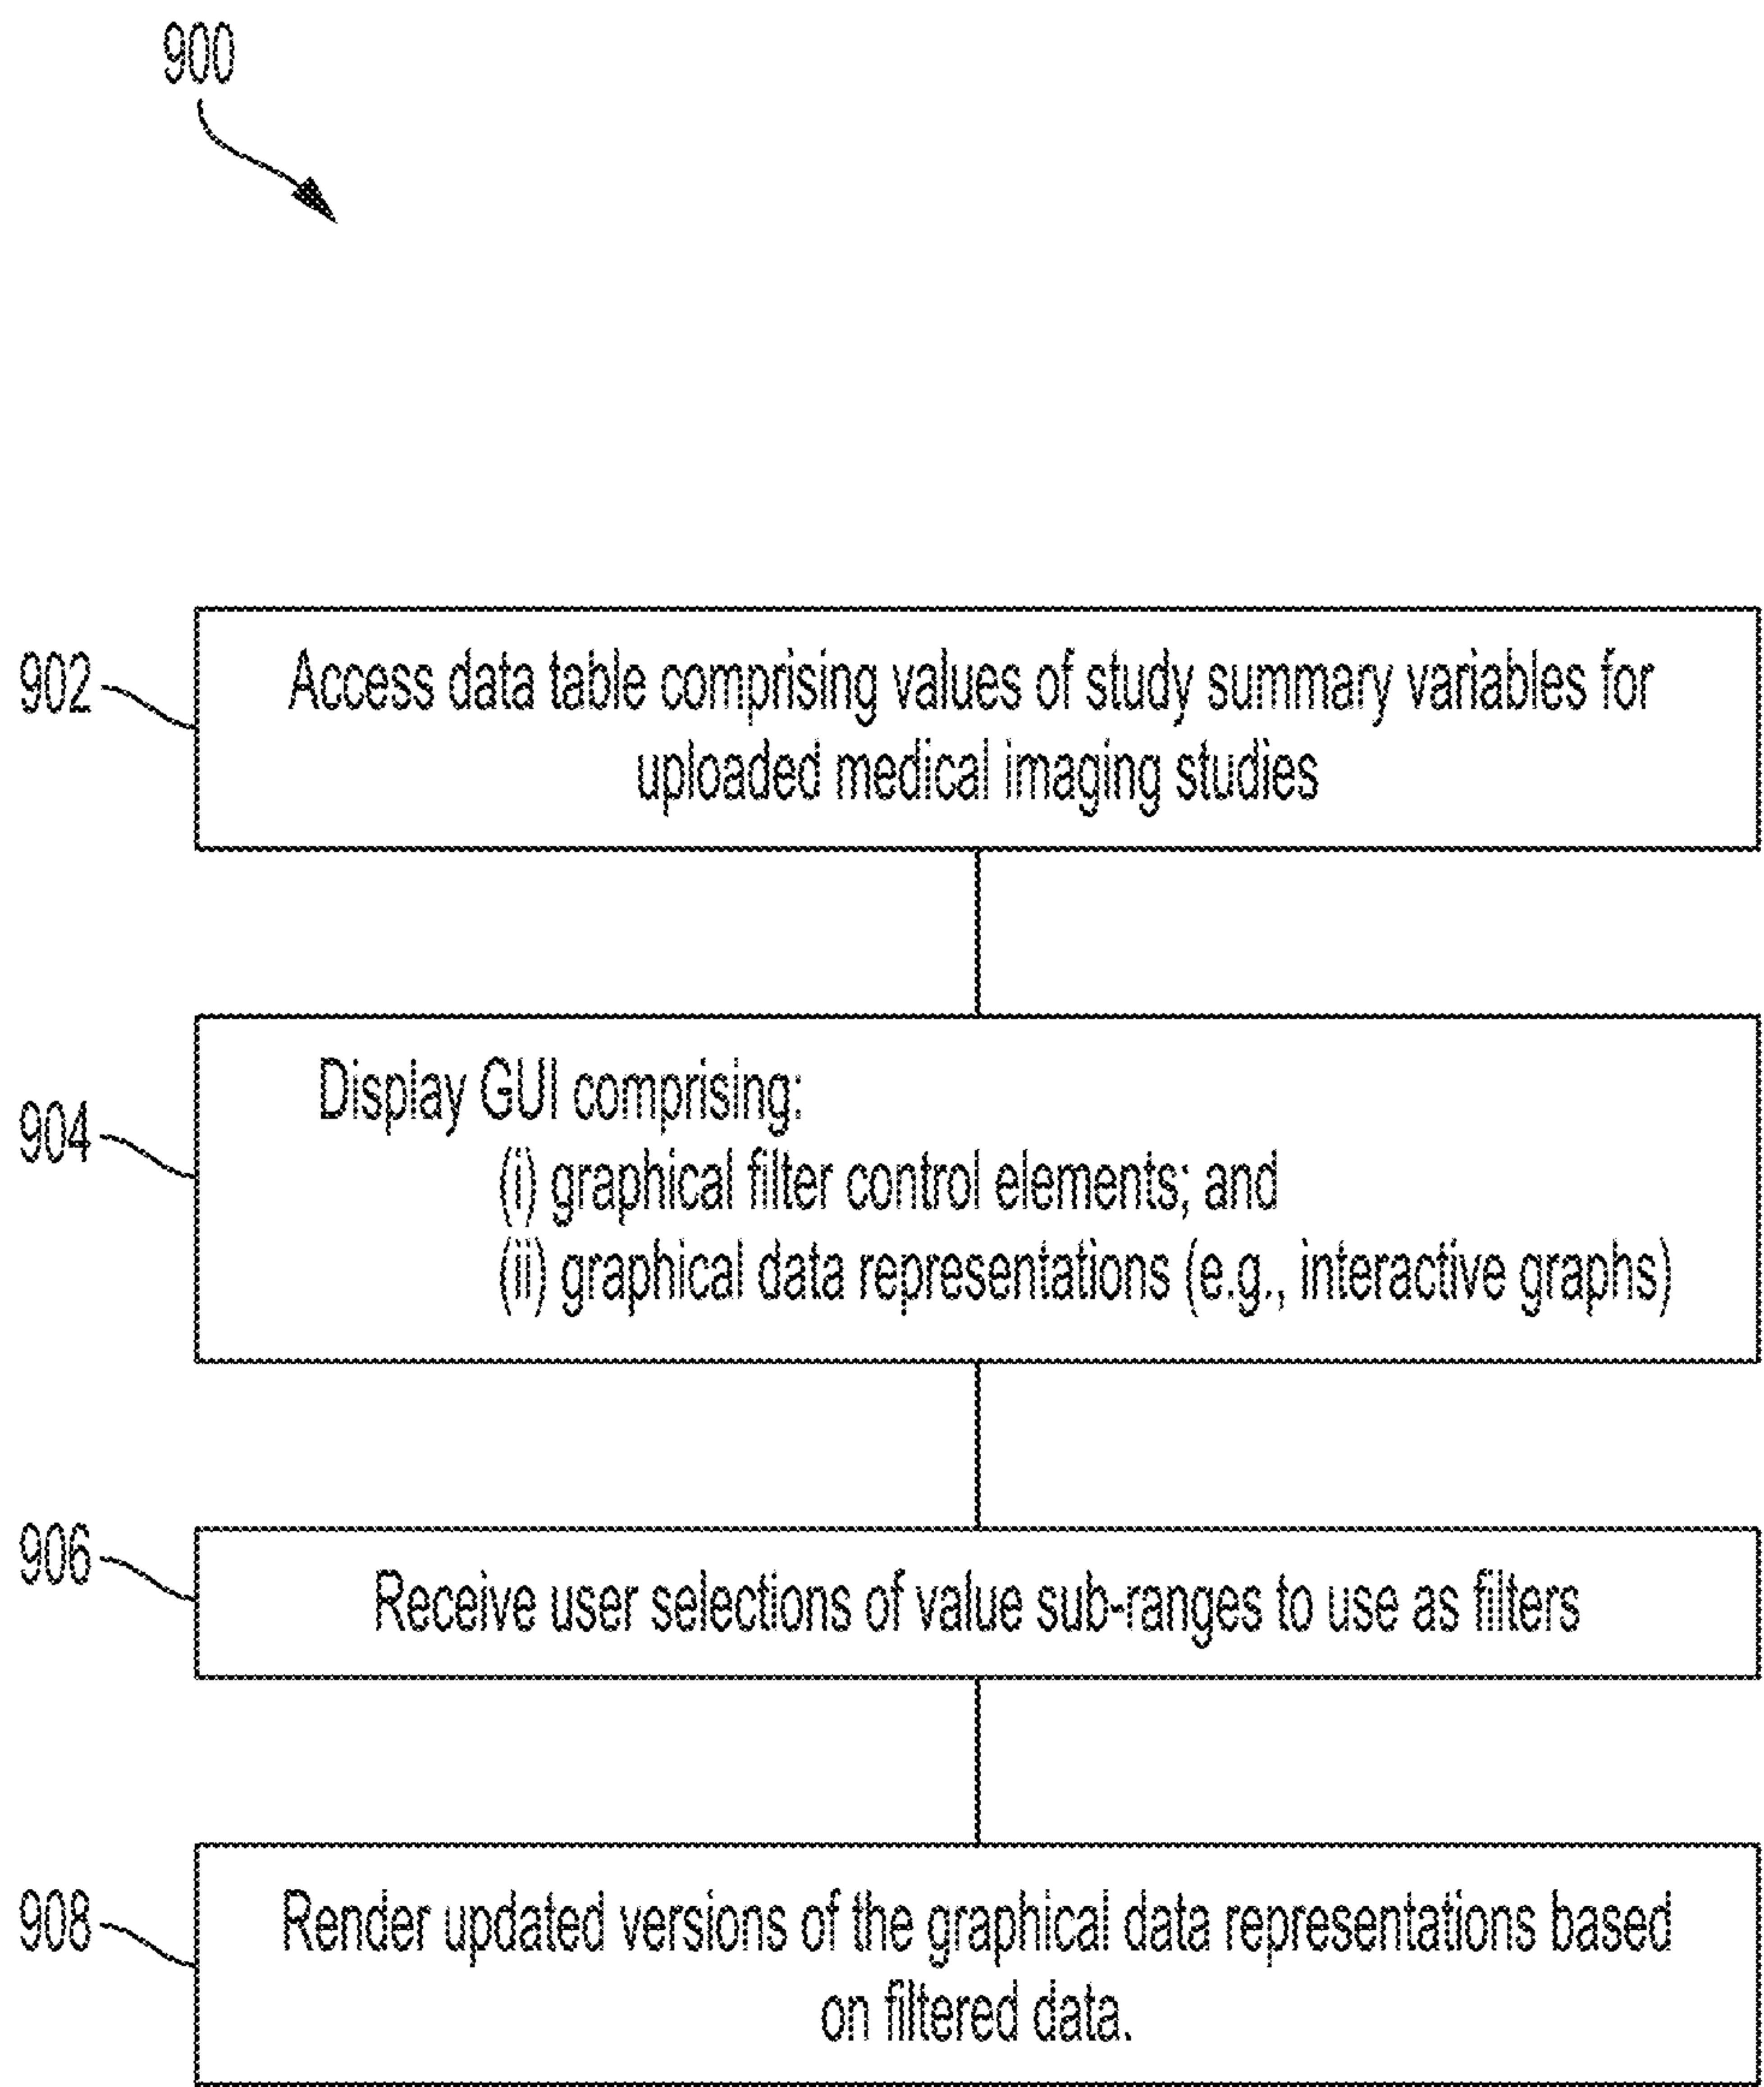 900
902
Access data table comprising values of study summary variables for
uploaded medical imaging studies
904
Display GUI comprising:
(i) graphical filter control elements; and
(ii) graphical data representations (e.g., interactive graphs)
906
Receive user selections of value sub-ranges to use as filters
908
Render updated versions of the graphical data representations based
on filtered data.